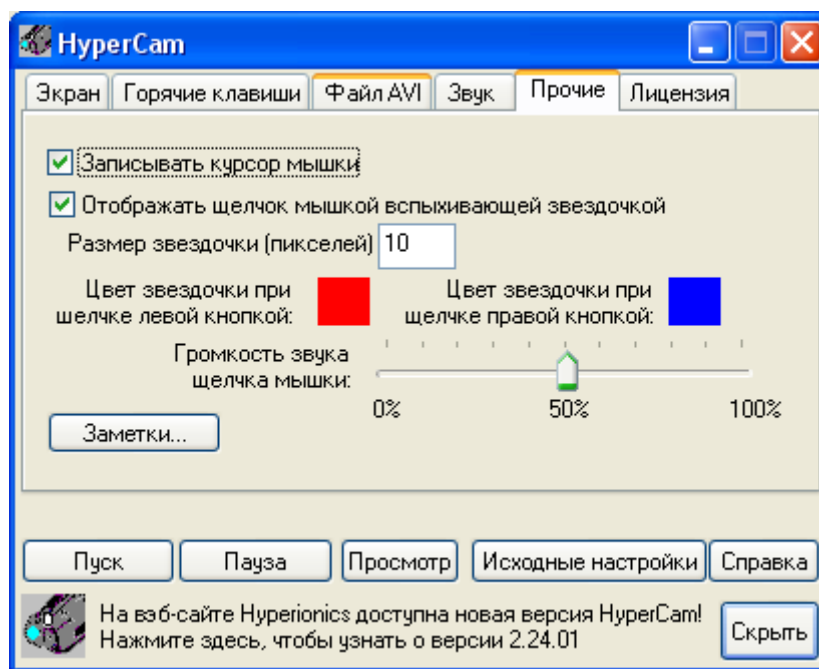 HyperCam
Экран Горячие клавиши Файл AVI Звук Прочие Лицензия
Записывать курсор мышки
Отображать щелчок мышкой вспыхивающей звездочкой
Размер звездочки (пикселей) 10
Цвет звездочки при
шелчке левой кнопкой:
Цвет звездочки при
щелчке правой кнопкой:
Громкость звука
щелчка мышки:
0% 50% 100%
Заметки...
Пуск Пауза Просмотр Исходные настройки Справка
На вэб-сайте Hyperionics доступна новая версия HyperCam!
Нажмите здесь, чтобы узнать о версии 2.24.01
Скрыть